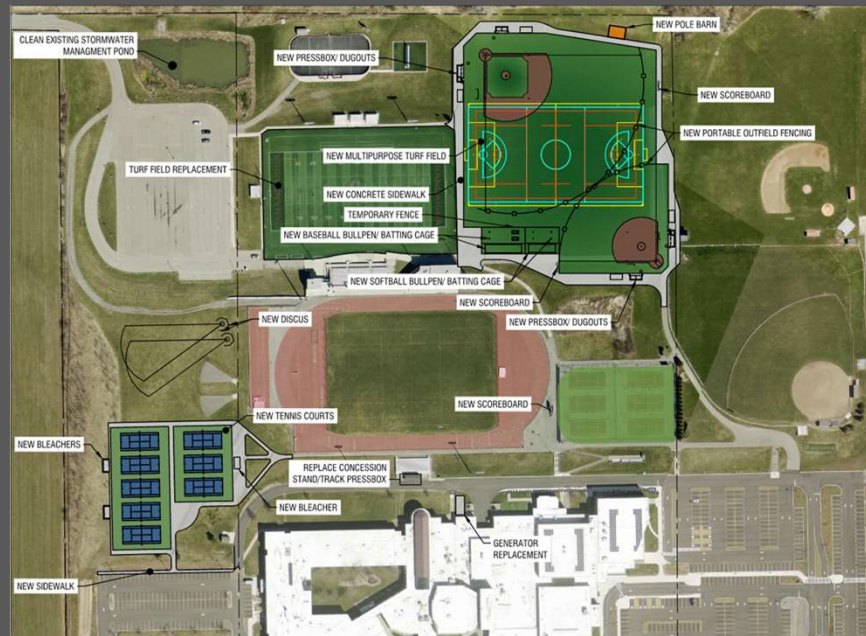 NEW POLE BARN
CLEAN EXISTING STORMWATER
MANAGMENT POND
NEW PRESSBOX/ DUGOUTS
NEW SCOREBOARD
NEW PORTABLE OUTFIELD FENCING
NEW MULTIPURPOSE TURF FIELD
TURF FIELD REPLACEMENT
NEW CONCRETE SIDEWALK
TEMPORARY FENCE
NEW BASEBALL BULLPEN/ BATTING CAGE
NEW SOFTBALL BULLPEN/ BATTING CAGE
NEW SCOREBOARD
NEW DISCUS
NEW PRESSBOX/ DUGOUTS
NEW SCOREBOARD
NEW TENNIS COURTS
NEW BLEACHERS
REPLACE CONCESSION
STAND/TRACK PRESSBOX
NEW BLEACHER
GENERATOR
REPLACEMENT
NEW SIDEWALK